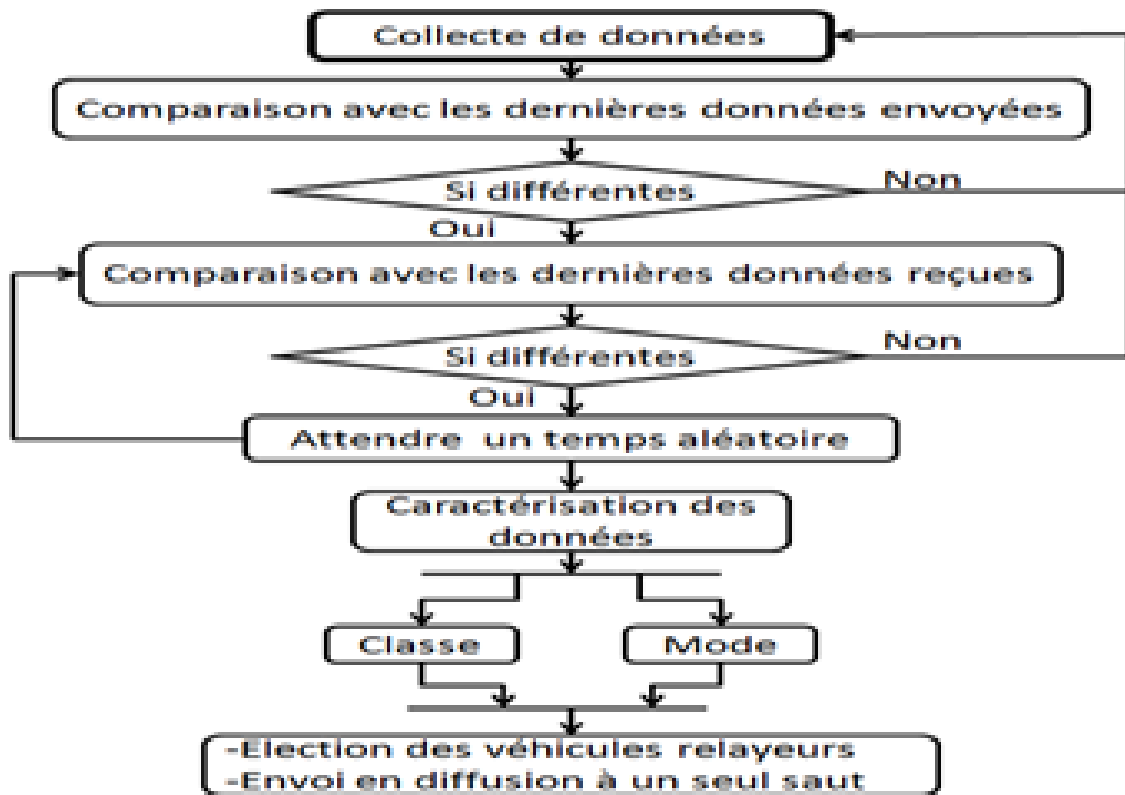 Collecte de données
Comparaison avec les dernières données envoyées
Si différentes
Non
Oui
Comparaison avec les dernières données reçues
Si différentes
Non
Oui
Attendre un temps aléatoire
Caractérisation des
données
Classe
Mode
-Election des véhicules relayeurs
-Envoi en diffusion à un seul saut